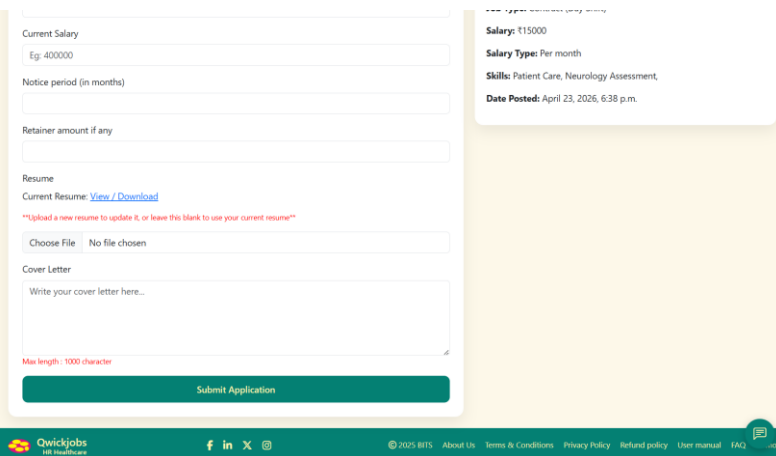 Current Salary
Eg: 400000
Notice period (in months)
Retainer amount if any
Resume
Current Resume: View / Download
**Upload a new resume to update it, or leave this blank to use your current resume**
Choose File No file chosen
Cover Letter
Write your cover letter here...
Max length : 1000 character
Submit Application
Salary: ₹15000
Salary Type: Per month
Skills: Patient Care, Neurology Assessment,
Date Posted: April 23, 2026, 6:38 p.m.
Qwickjobs
HR Healthcare
© 2025 BITS About Us Terms & Conditions Privacy Policy Refund policy User manual FAQ